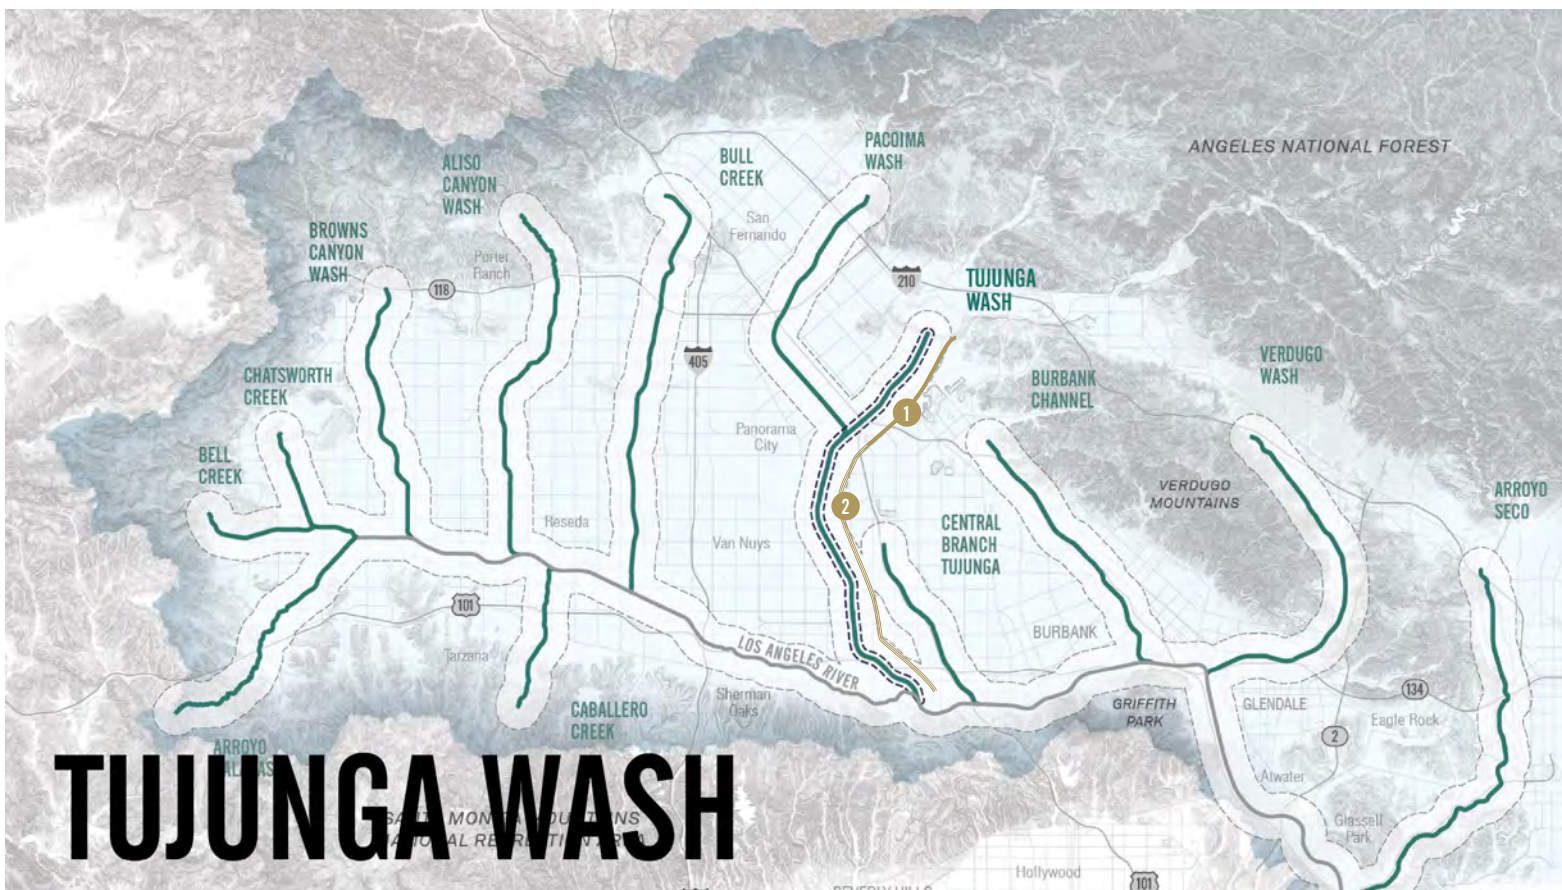 ANGELES NATIONAL FOREST
PACOIMA
WASH
BULL
CREEK
ALISO
CANYON
WASH
San
Fernando
BROWNS
CANYON
WASH
Porter
Ranch
118
210
TUJUNGA
WASH
405
VERDUGO
WASH
CHATSWORTH
CREEK
BURBANK
CHANNEL
1
Panorama
City
BELL
CREEK
VERDUGO
MOUNTAINS
ARROYO
SECO
2
Reseda
CENTRAL
BRANCH
TUJUNGA
Van Nuys
101
BURBANK
LOS ANGELES RIVER
Tarzana
Sherman
Oaks
134
GRIFFITH
PARK
GLENDALE
CABALLERO
CREEK
Eagle Rock
2
ARROYO
Atwater
TUJUNGA WASH
Glassell
Park
Hollywood
101